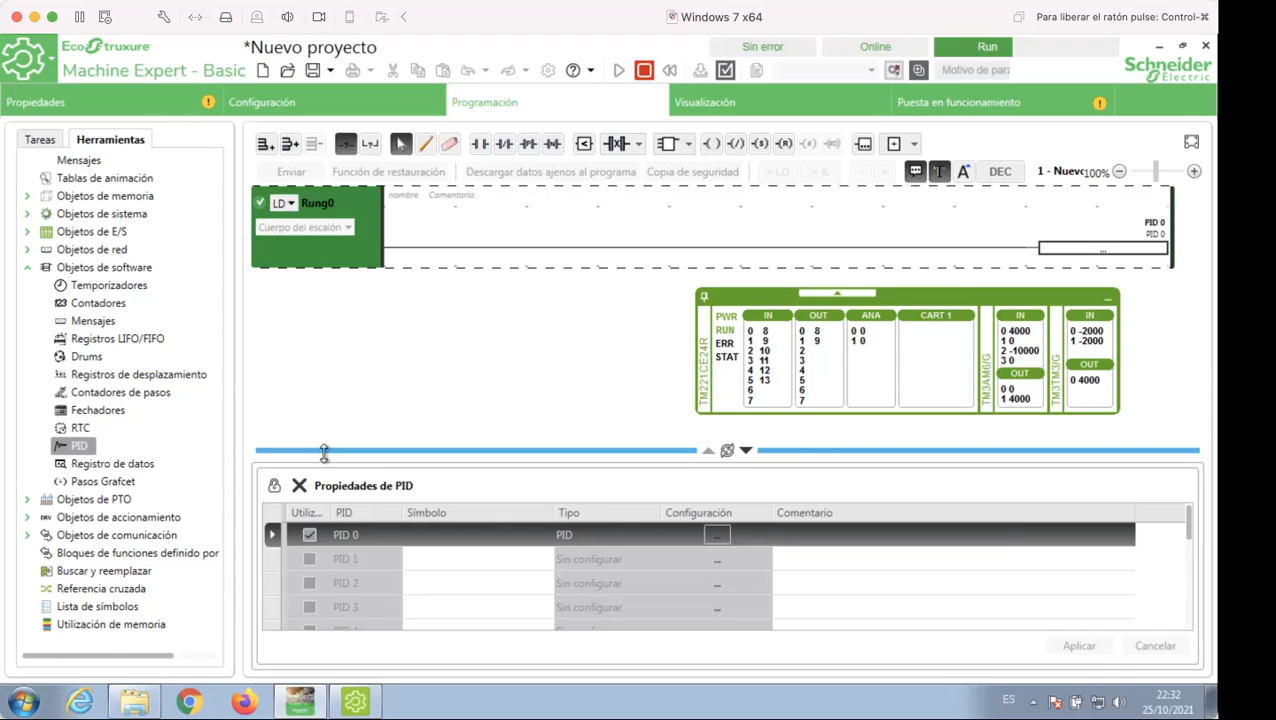 Windows 7 x64
Para liberar el ratón pulse: Control-⌘
EcoStruxure
Machine Expert - Basic
*Nuevo proyecto
Sin error
Online
Run
Motivo de para
Schneider
Electric
Propiedades
Configuración
Programación
Visualización
Puesta en funcionamiento
Tareas
Herramientas
Mensajes
Tablas de animación
Objetos de memoria
Objetos de sistema
Objetos de E/S
Objetos de red
Objetos de software
Temporizadores
Contadores
Mensajes
Registros LIFO/FIFO
Drums
Registros de desplazamiento
Contadores de pasos
Fechadores
RTC
PID
Registro de datos
Pasos Grafcet
Objetos de PTO
Objetos de accionamiento
Objetos de comunicación
Bloques de funciones definido por
Buscar y reemplazar
Referencia cruzada
Lista de símbolos
Utilización de memoria
Enviar
Función de restauración
Descargar datos ajenos al programa
Copia de seguridad
> LD
> IL
DEC
1 - Nuevo
100%
LD
Rung0
nombre
Comentario
Cuerpo del escalón
PID 0
PID 0
...
TM221CE24R
PWR
RUN
ERR
STAT
IN
0 8
1 9
2 10
3 11
4 12
5 13
6
7
OUT
0 8
1 9
2
3
4
5
6
7
ANA
0 0
1 0
CART 1
TM3AM6/G
IN
0 4000
1 0
2 -10000
3 0
OUT
0 0
1 4000
TM3TM3/G
IN
0 -2000
1 -2000
OUT
0 4000
Propiedades de PID
Utiliz...
PID
Símbolo
Tipo
Configuración
Comentario
PID 0
PID
...
PID 1
Sin configurar
...
PID 2
Sin configurar
...
PID 3
Sin configurar
...
Aplicar
Cancelar
ES
22:32
25/10/2021